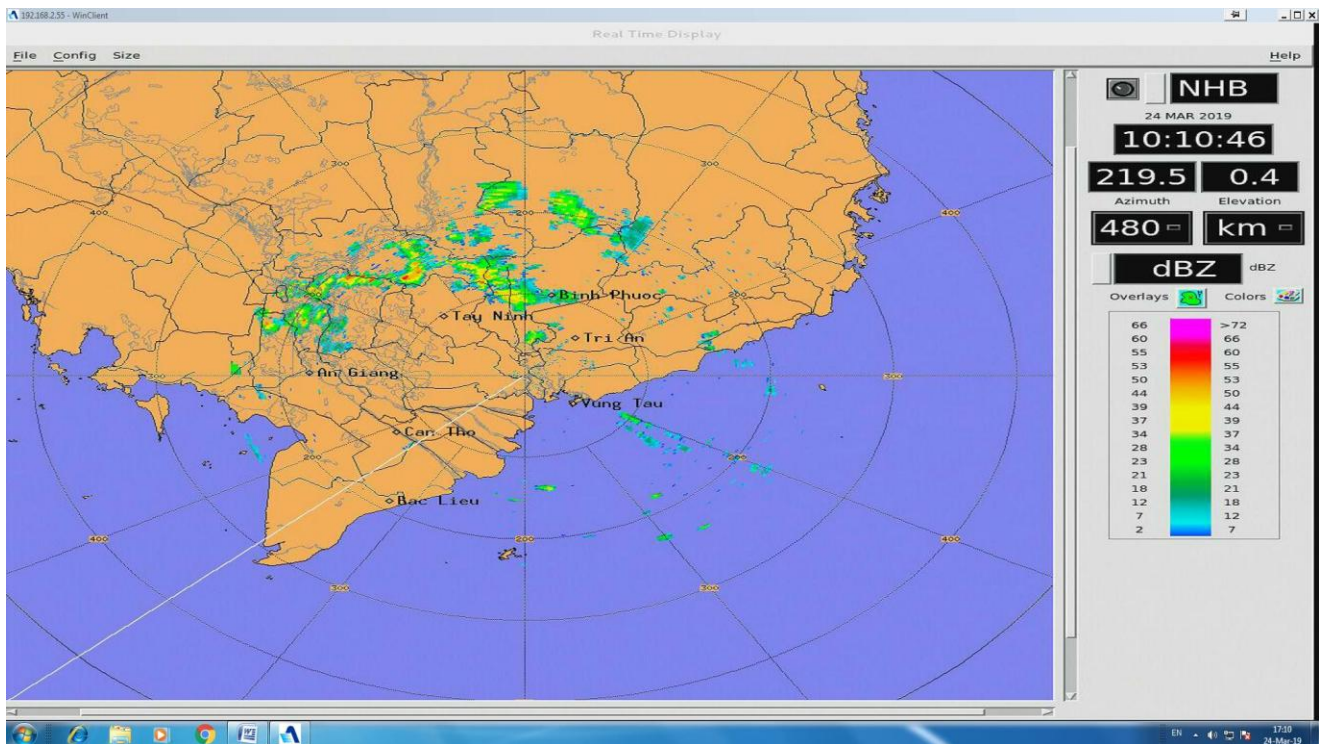 192.168.2.55 - WinClient
Real Time Display
File Config Size Help
NHB
24 MAR 2019
10:10:46
219.5 0.4
Azimuth Elevation
480 km
dBZ dBZ
Overlays Colors
66 >72
60 66
55 60
53 55
50 53
44 50
39 44
37 39
34 37
28 34
23 28
21 23
18 21
12 18
7 12
2 7
300
300
400
200
400
Binh Phuoc
200
Tay Ninh
Tri An
300
An Giang
300
Vung Tau
Can Tho
200
200
Bac Lieu
400
200
400
300
300
EN
17:10
24-Mar-19